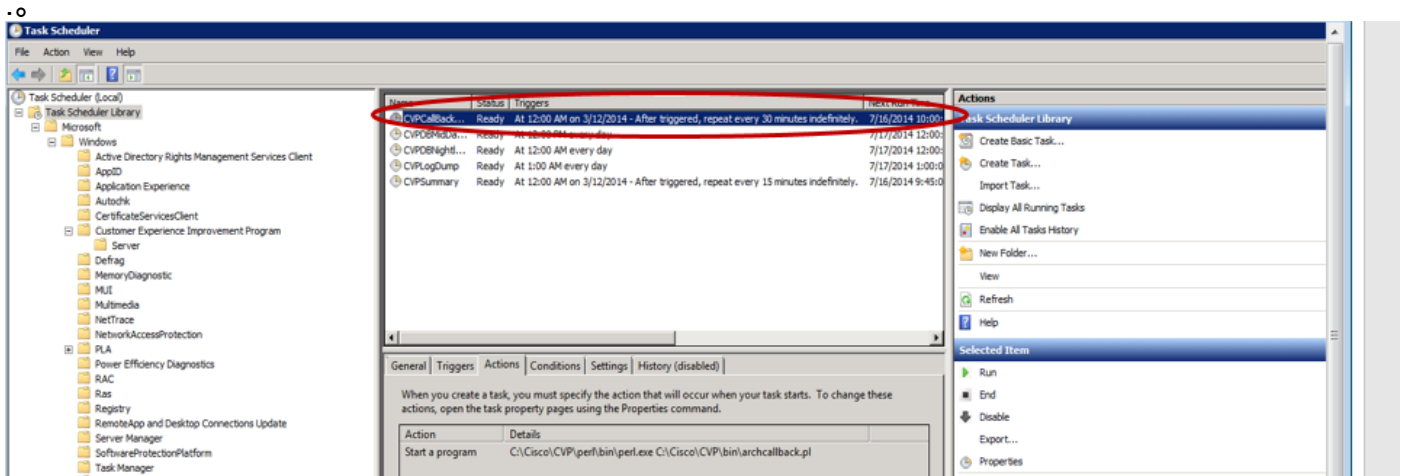 . o
Task Scheduler
File Action View Help
Task Scheduler (Local)
Task Scheduler Library
Microsoft
Windows
Active Directory Rights Management Services Client
AppID
Application Experience
Autochk
CertificateServicesClient
Customer Experience Improvement Program
Server
Defrag
MemoryDiagnostic
MUI
Multimedia
NetTrace
NetworkAccessProtection
PLA
Power Efficiency Diagnostics
RAC
Ras
Registry
RemoteApp and Desktop Connections Update
Server Manager
SoftwareProtectionPlatform
Task Manager
Name Status Triggers Next Run Time
CVPCallBack... Ready At 12:00 AM on 3/12/2014 - After triggered, repeat every 30 minutes indefinitely. 7/16/2014 10:00:
CVPDBMidDa... Ready At 12:00 PM every day 7/17/2014 12:00:
CVPDBNightl... Ready At 12:00 AM every day 7/17/2014 12:00:
CVPLogDump Ready At 1:00 AM every day 7/17/2014 1:00:0
CVPSummary Ready At 12:00 AM on 3/12/2014 - After triggered, repeat every 15 minutes indefinitely. 7/16/2014 9:45:0
General Triggers Actions Conditions Settings History (disabled)
When you create a task, you must specify the action that will occur when your task starts. To change these
actions, open the task property pages using the Properties command.
Action Details
Start a program C:\Cisco\CVP\perl\bin\perl.exe C:\Cisco\CVP\bin\archcallback.pl
Actions
Task Scheduler Library
Create Basic Task...
Create Task...
Import Task...
Display All Running Tasks
Enable All Tasks History
New Folder...
View
Refresh
Help
Selected Item
Run
End
Disable
Export...
Properties